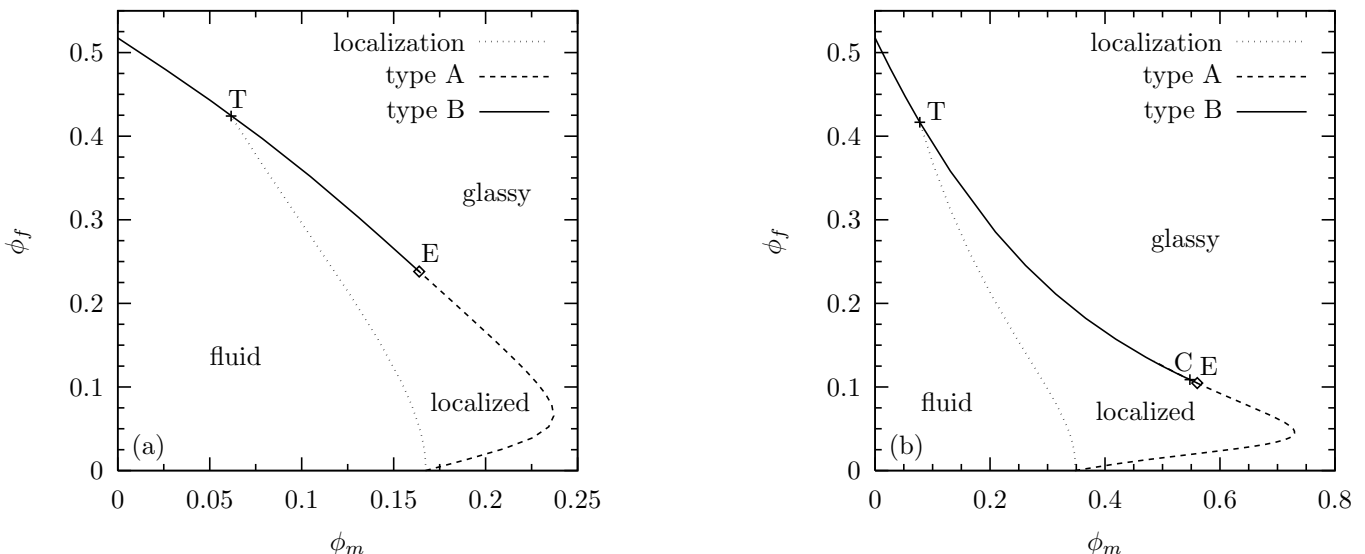 0.5
0.4
0.3
0.2
0.1
0
ϕ_f
localization
type A
type B
T
glassy
E
fluid
localized
(a)
0
0.05
0.1
0.15
0.2
0.25
ϕ_m
0.5
0.4
0.3
0.2
0.1
0
ϕ_f
localization
type A
type B
T
glassy
C E
fluid
localized
(b)
0
0.2
0.4
0.6
0.8
ϕ_m